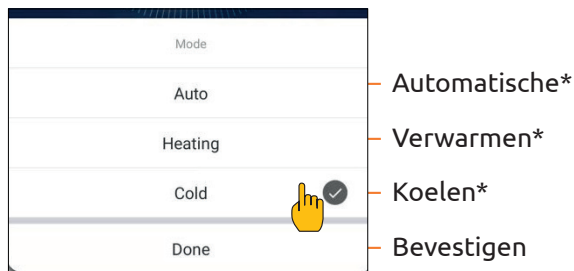 Mode
Auto Automatische*
Heating Verwarmen*
Cold Koelen*
Done Bevestigen